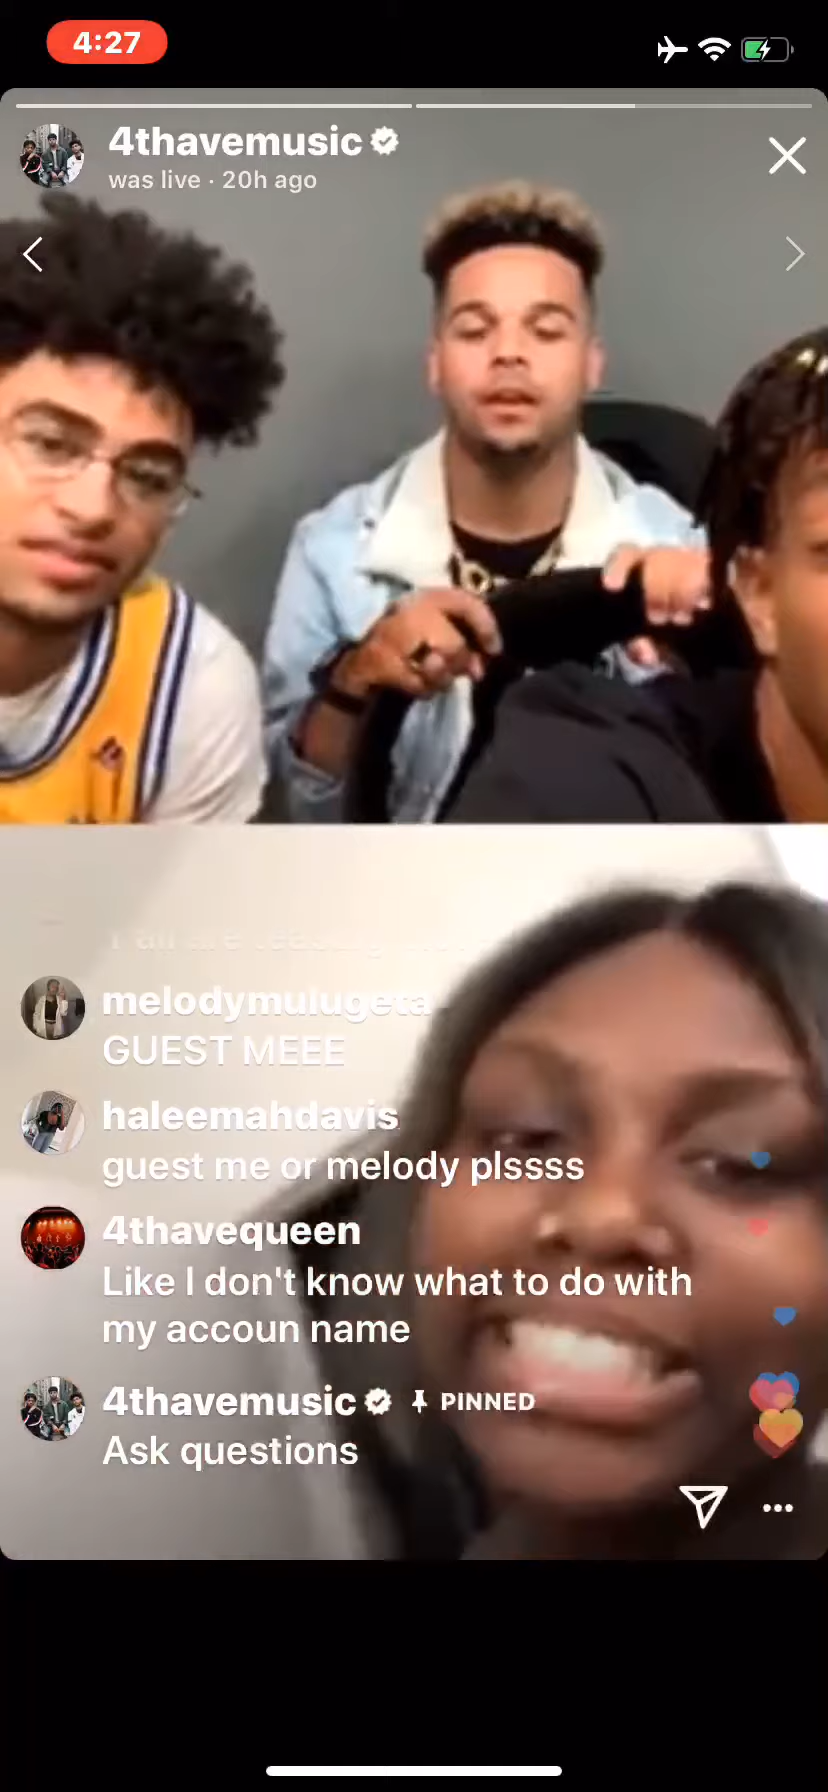 4:27
4thavemusic
was live · 20h ago
melodymulugeta
GUEST MEEE
haleemahdavis
guest me or melody plssss
4thavequeen
Like I don't know what to do with
my accoun name
4thavemusic PINNED
Ask questions